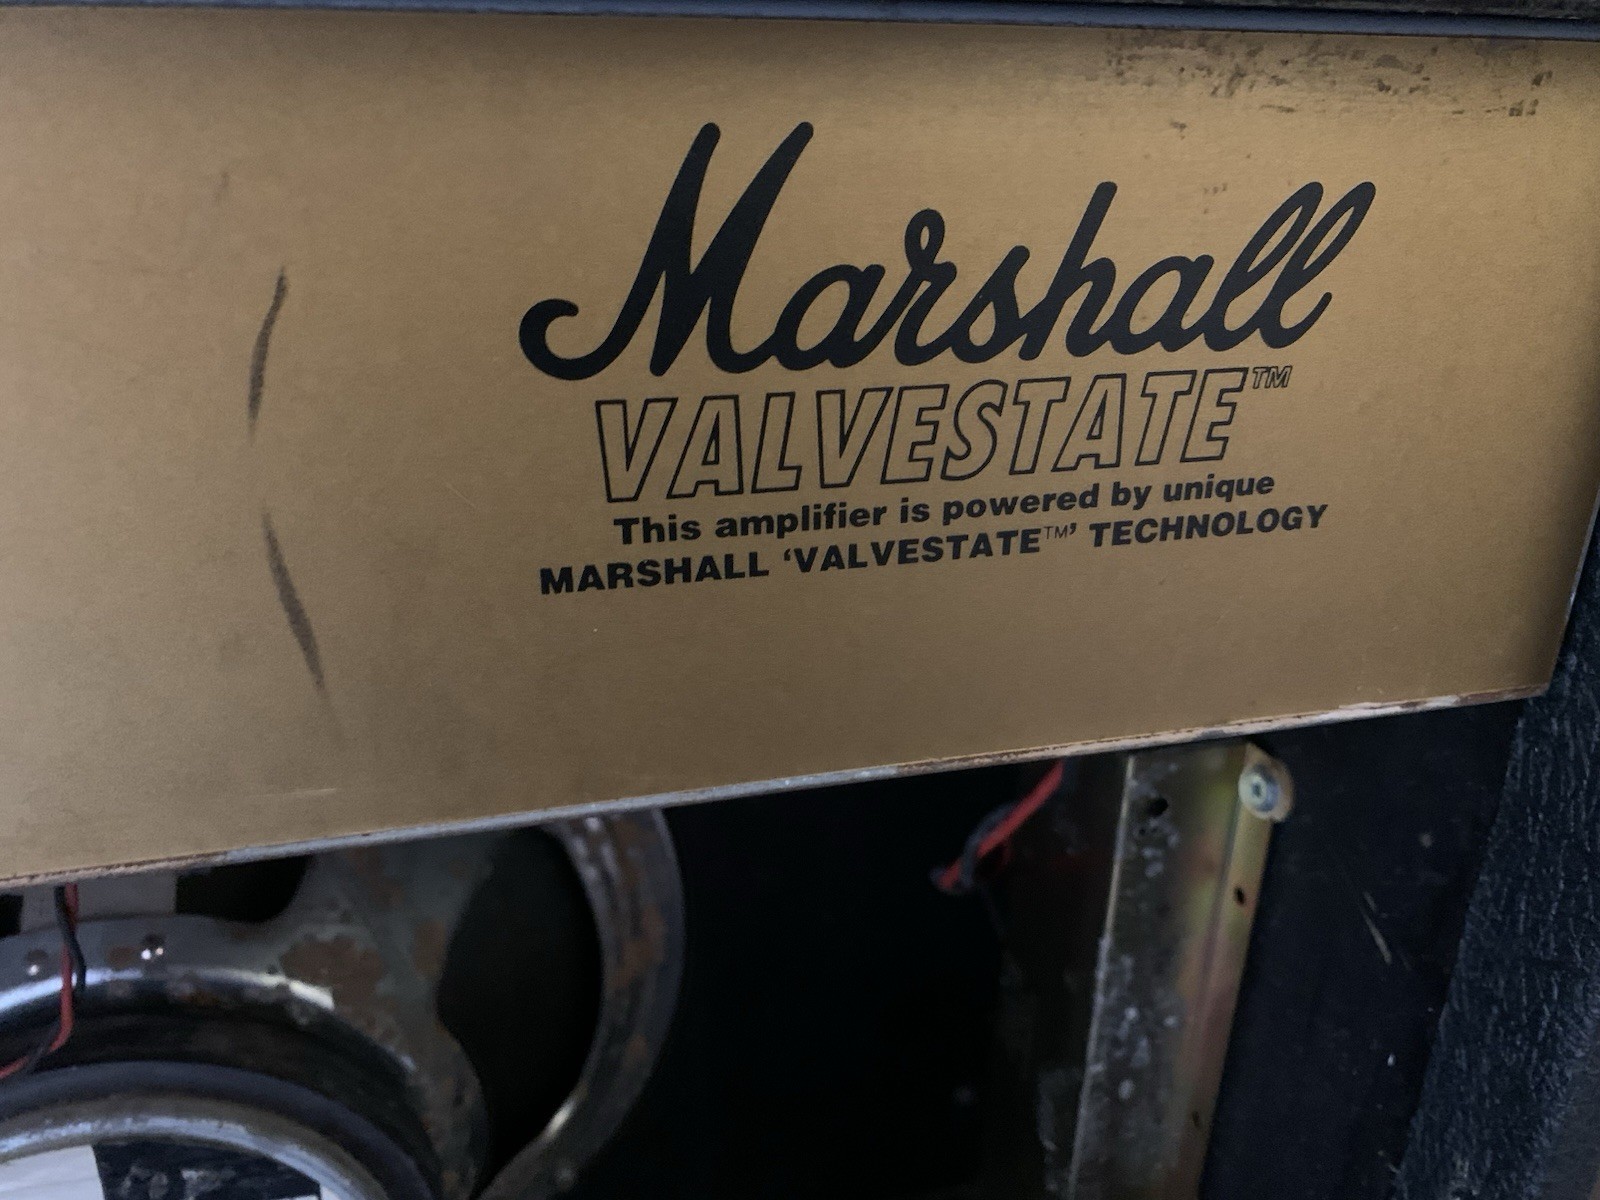 Marshall
VALVESTATE™
This amplifier is powered by unique
MARSHALL ‘VALVESTATE™’ TECHNOLOGY